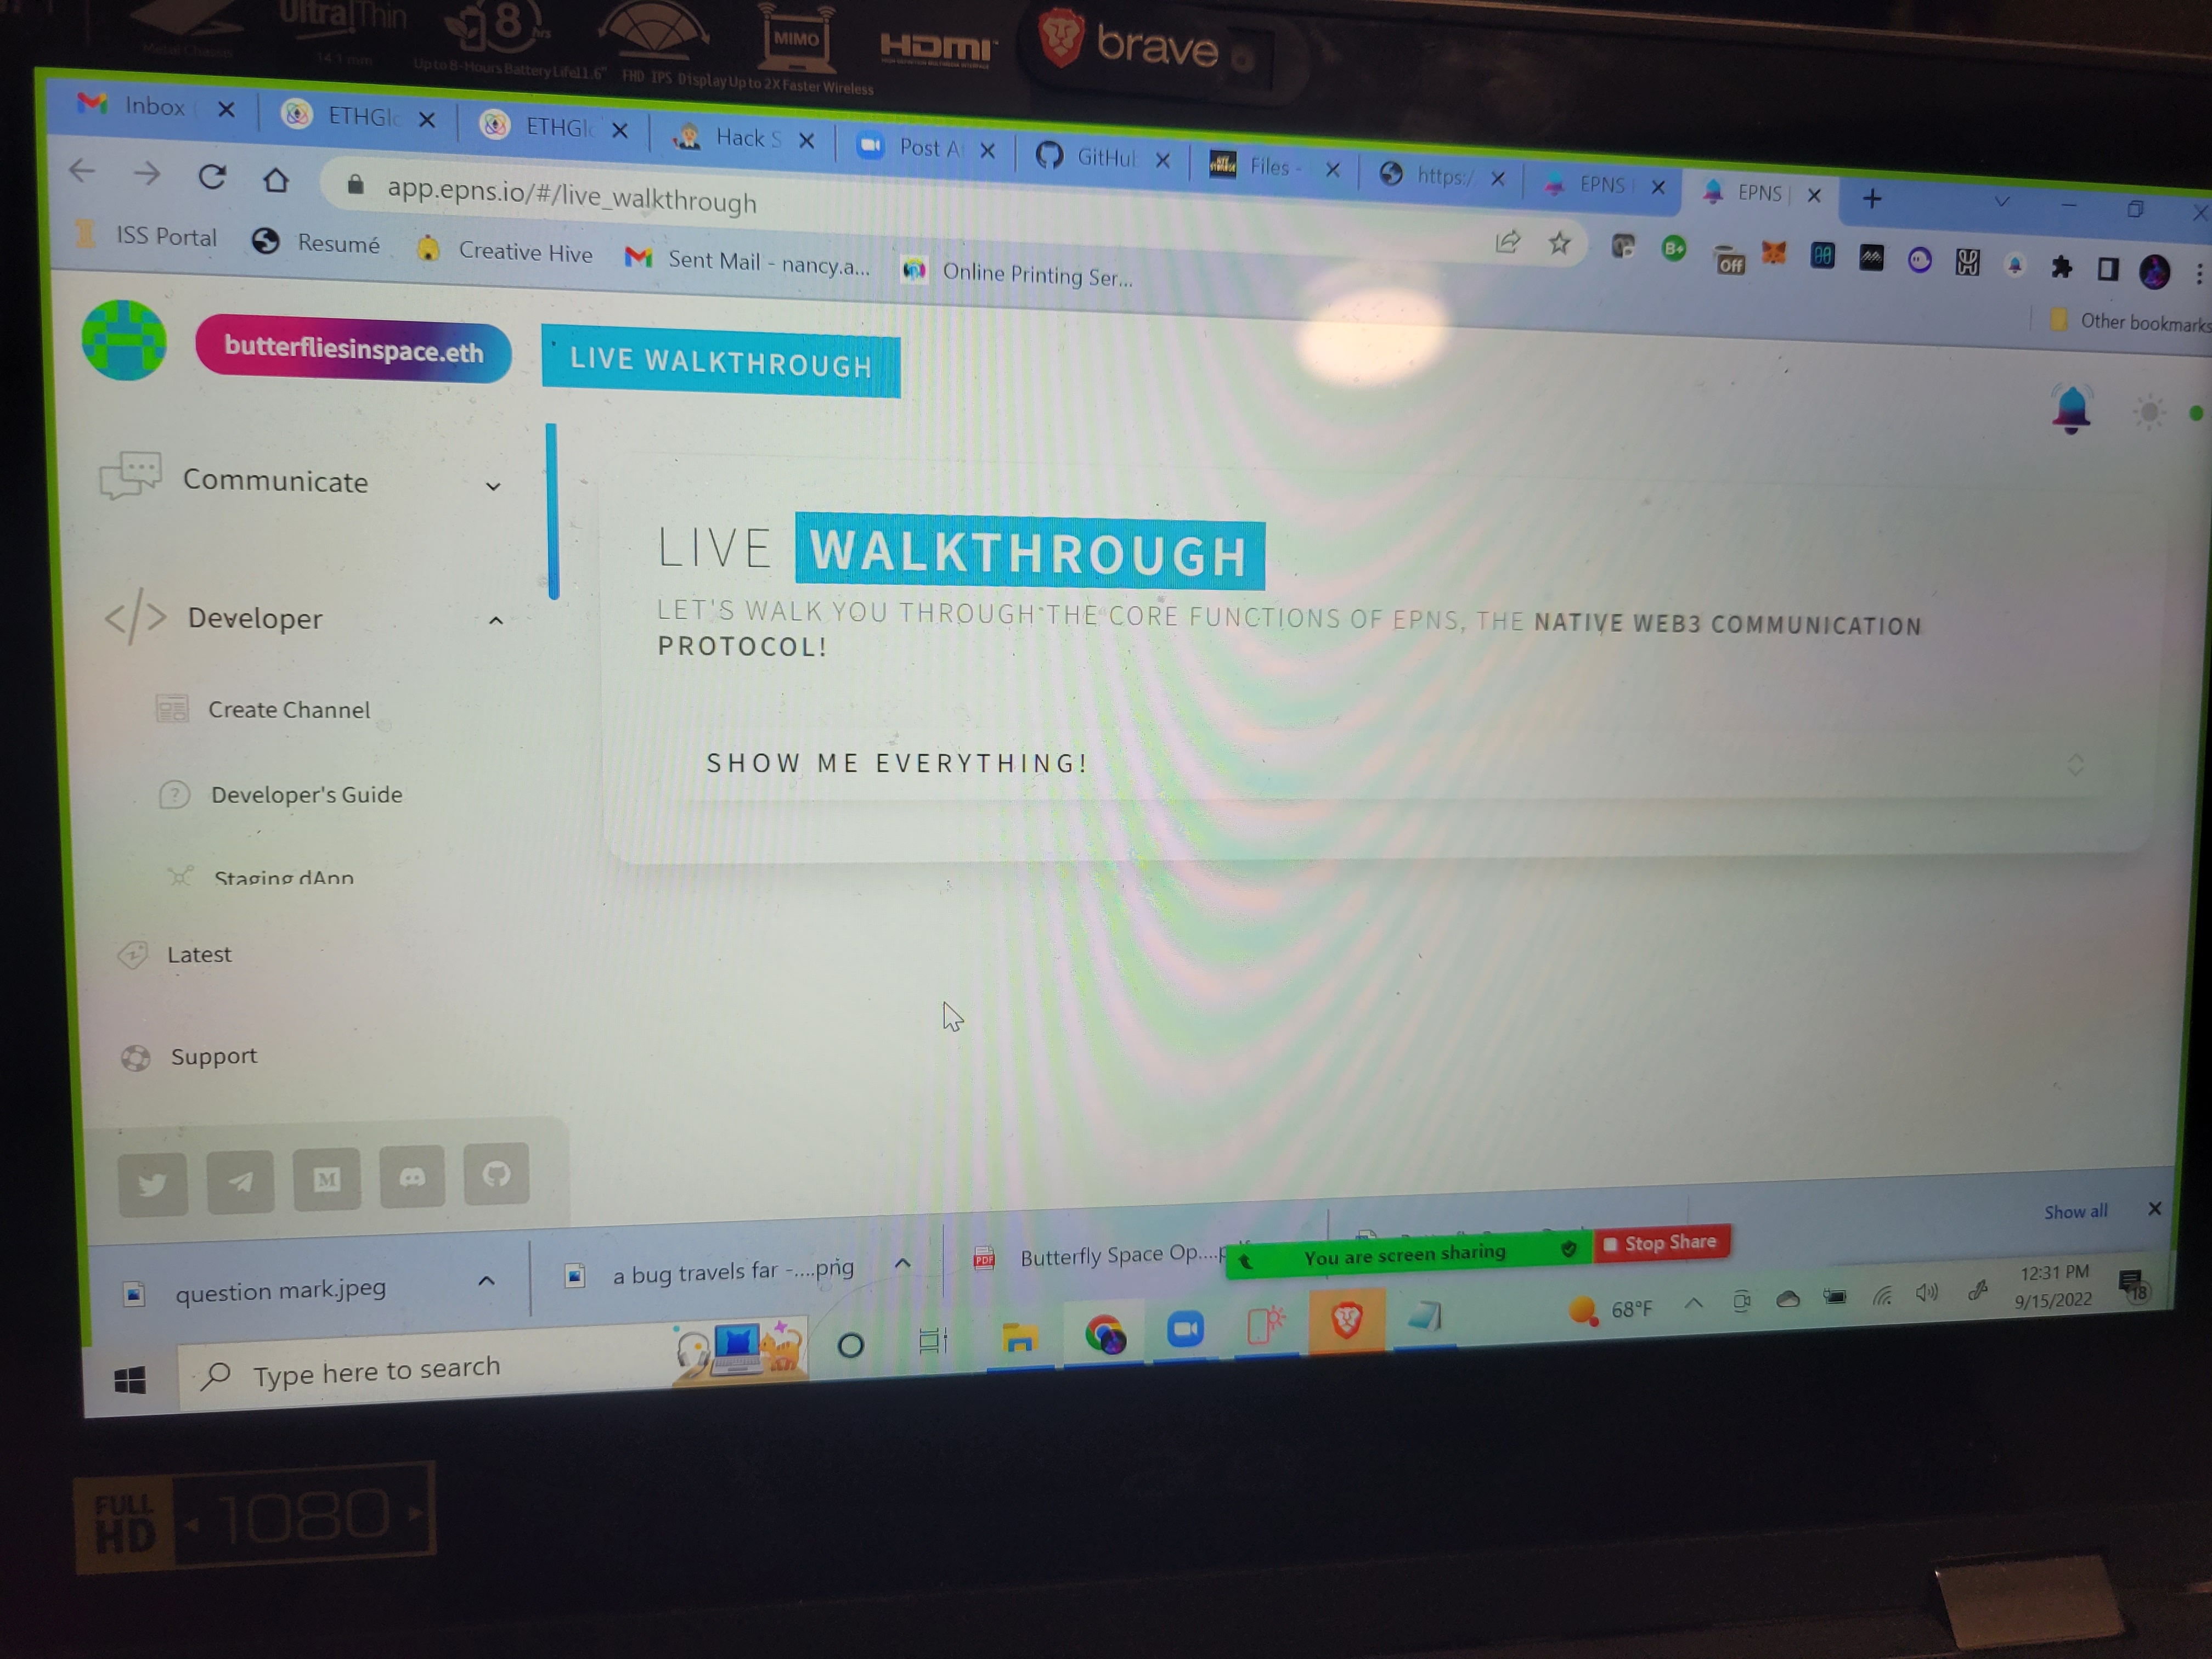 Ultra|Thin
14.1 mm
8 hrs
Up to 8-Hours Battery Life
11.6" FHD IPS Display
MIMO
Up to 2X Faster Wireless
HDMI
brave
Inbox
ETHGl
ETHGl
Hack S
Post A
GitHub
Files -
https:/
EPNS
EPNS |
app.epns.io/#/live_walkthrough
ISS Portal
Resumé
Creative Hive
Sent Mail - nancy.a...
Online Printing Ser...
B+
Off
Other bookmarks
butterfliesinspace.eth
LIVE WALKTHROUGH
Communicate
Developer
Create Channel
Developer's Guide
Staging dApp
Latest
Support
LIVE WALKTHROUGH
LET'S WALK YOU THROUGH THE CORE FUNCTIONS OF EPNS, THE NATIVE WEB3 COMMUNICATION
PROTOCOL!
SHOW ME EVERYTHING!
M
question mark.jpeg
a bug travels far -....png
PDF
Butterfly Space Op....p
You are screen sharing
Stop Share
Show all
Type here to search
68°F
12:31 PM
9/15/2022
18
FULL
HD
1080